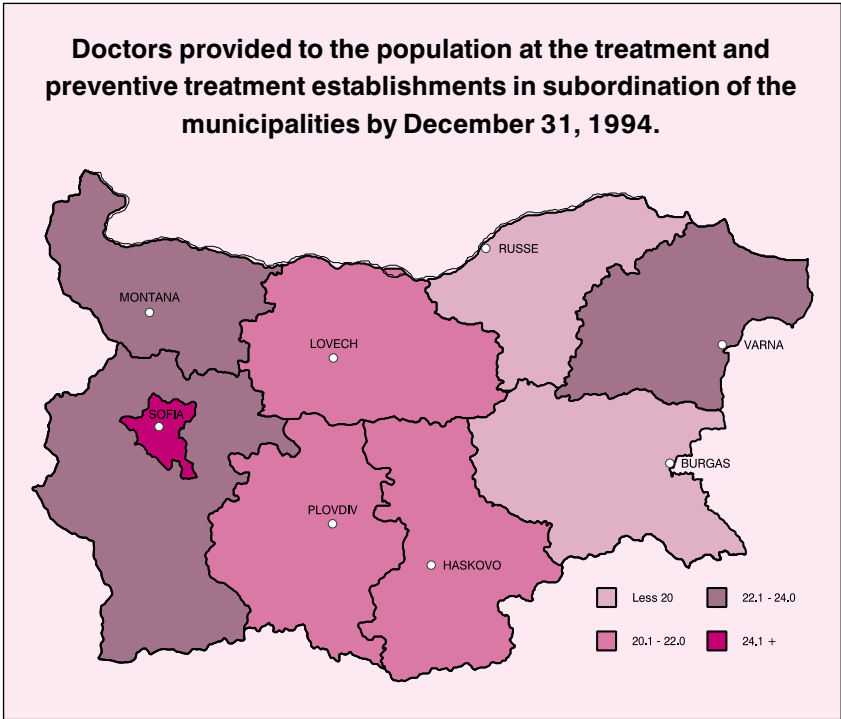 Doctors provided to the population at the treatment and
preventive treatment establishments in subordination of the
municipalities by December 31, 1994.
RUSSE
MONTANA
LOVECH
VARNA
SOFIA
BURGAS
PLOVDIV
HASKOVO
Less 20
22.1 - 24.0
20.1 - 22.0
24.1 +